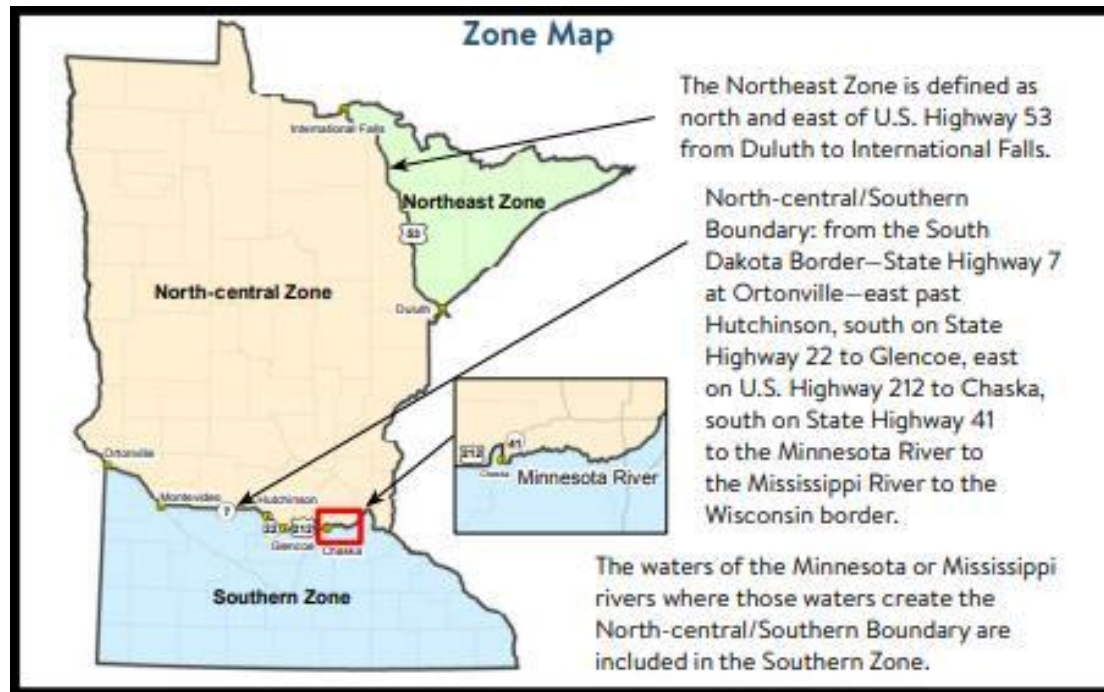 Zone Map
The Northeast Zone is defined as
north and east of U.S. Highway 53
from Duluth to International Falls.
International Falls
Northeast Zone
53
North-central/Southern
Boundary: from the South
Dakota Border—State Highway 7
at Ortonville—east past
Hutchinson, south on State
Highway 22 to Glencoe, east
on U.S. Highway 212 to Chaska,
south on State Highway 41
to the Minnesota River to
the Mississippi River to the
Wisconsin border.
North-central Zone
Duluth
212
41
Chaska
Minnesota River
Ortonville
Montevideo
7
Hutchinson
22
212
Glencoe
Chaska
Southern Zone
The waters of the Minnesota or Mississippi
rivers where those waters create the
North-central/Southern Boundary are
included in the Southern Zone.